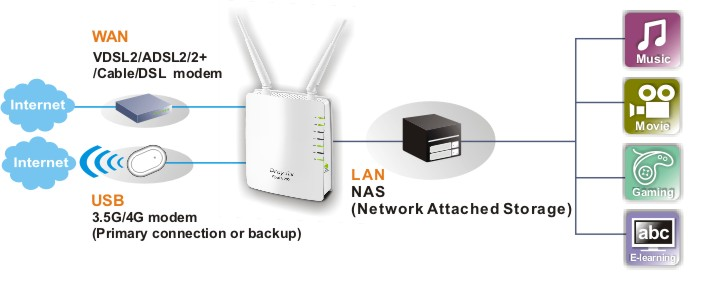 WAN
VDSL2/ADSL2/2+
/Cable/DSL modem
Internet
Internet
USB
3.5G/4G modem
(Primary connection or backup)
LAN
NAS
(Network Attached Storage)
Music
Movie
Gaming
abc
E-learning